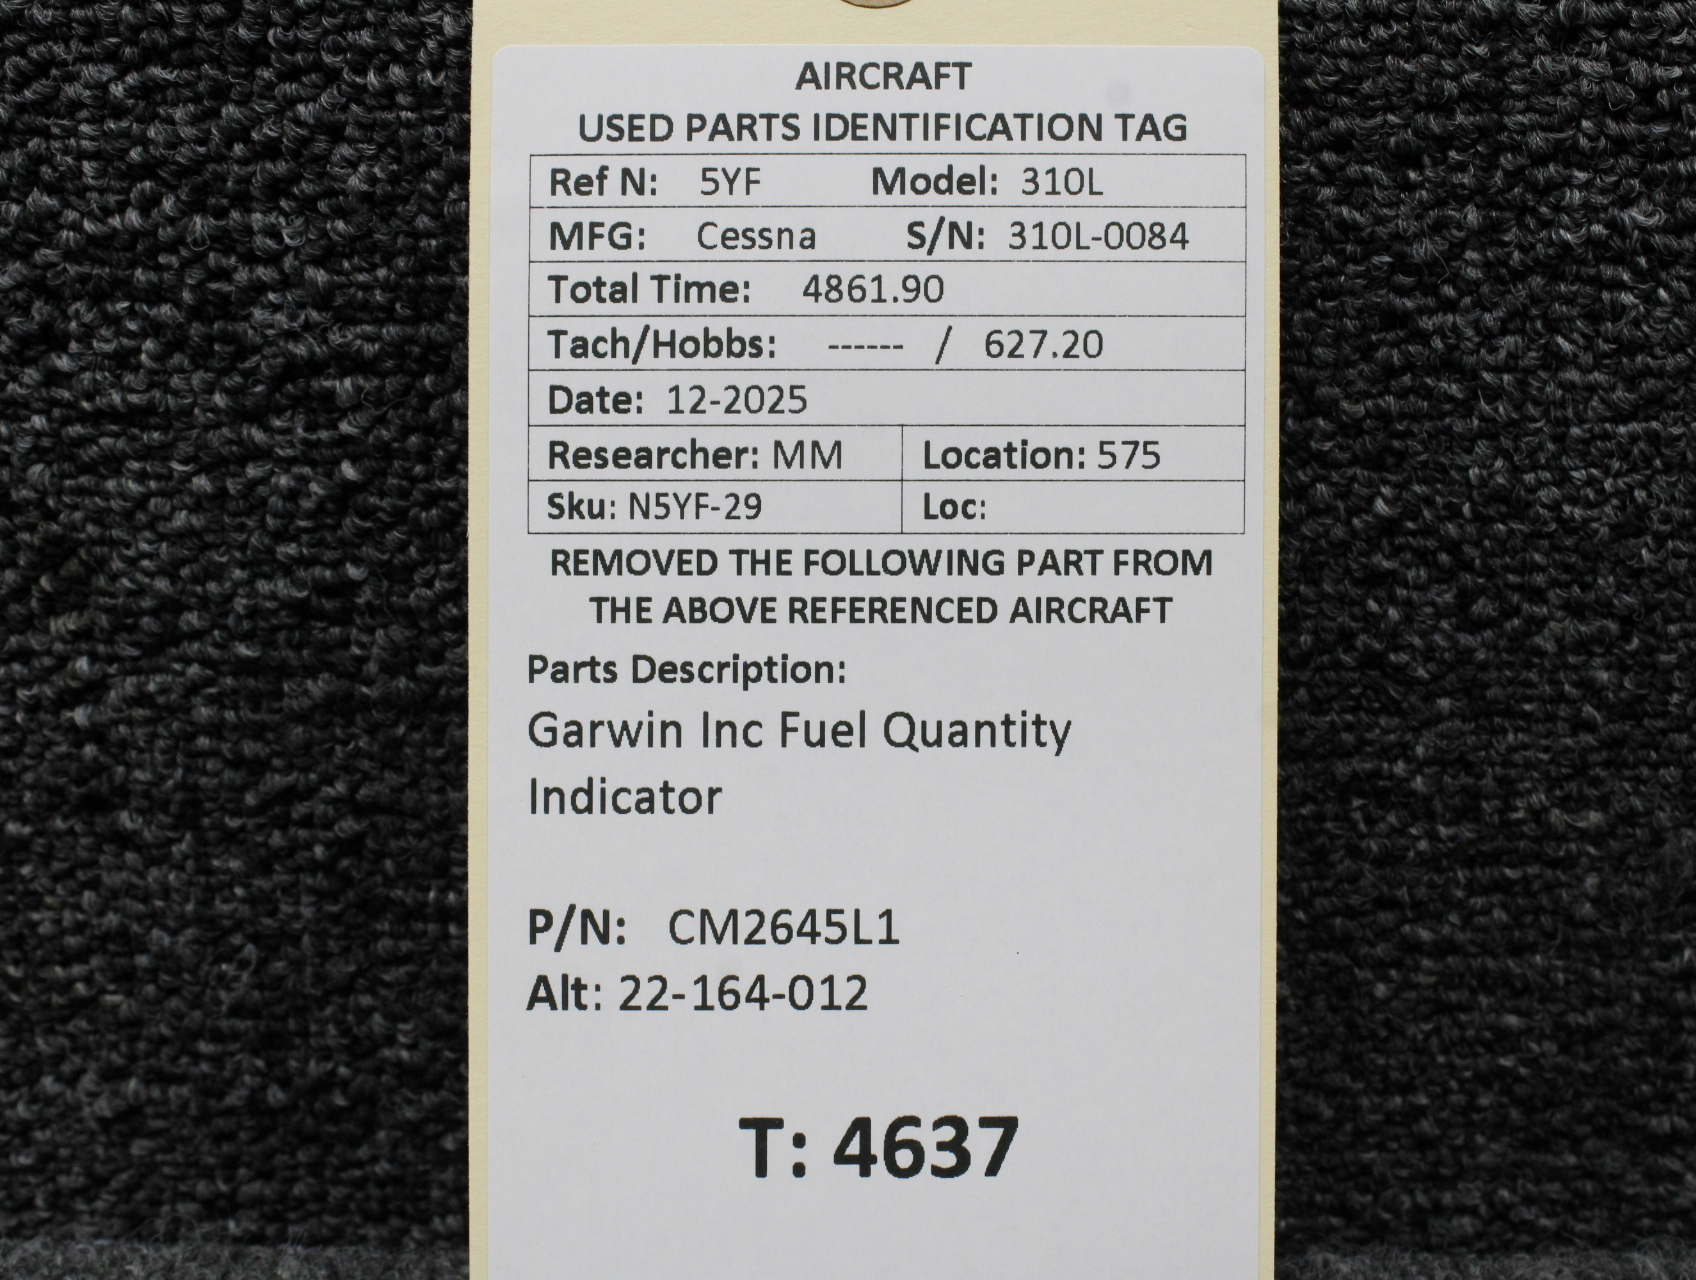 AIRCRAFT
USED PARTS IDENTIFICATION TAG
Ref N: 5YF Model: 310L
MFG: Cessna S/N: 310L-0084
Total Time: 4861.90
Tach/Hobbs: ------ / 627.20
Date: 12-2025
Researcher: MM Location: 575
Sku: N5YF-29 Loc:
REMOVED THE FOLLOWING PART FROM
THE ABOVE REFERENCED AIRCRAFT
Parts Description:
Garwin Inc Fuel Quantity
Indicator
P/N: CM2645L1
Alt: 22-164-012
T: 4637